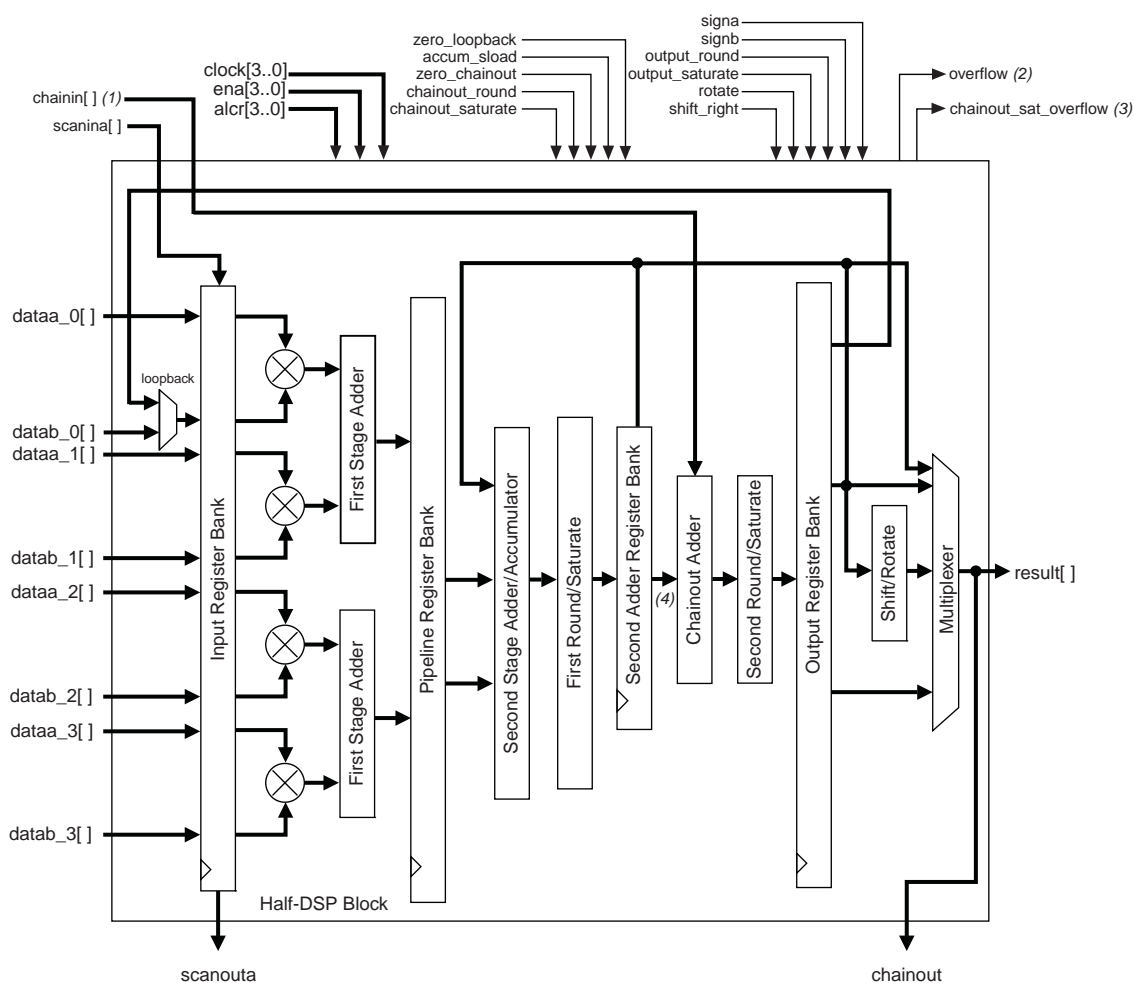 signa
signb
output_round
output_saturate
rotate
shift_right
zero_loopback
accum_sload
zero_chainout
chainout_round
chainout_saturate
clock[3..0]
ena[3..0]
alcr[3..0]
chainin[ ] (1)
scanina[ ]
overflow (2)
chainout_sat_overflow (3)
dataa_0[ ]
loopback
datab_0[ ]
dataa_1[ ]
datab_1[ ]
dataa_2[ ]
datab_2[ ]
dataa_3[ ]
datab_3[ ]
Input Register Bank
First Stage Adder
First Stage Adder
Pipeline Register Bank
Second Stage Adder/Accumulator
First Round/Saturate
Second Adder Register Bank
(4)
Chainout Adder
Second Round/Saturate
Output Register Bank
Shift/Rotate
Multiplexer
result[ ]
Half-DSP Block
scanouta
chainout